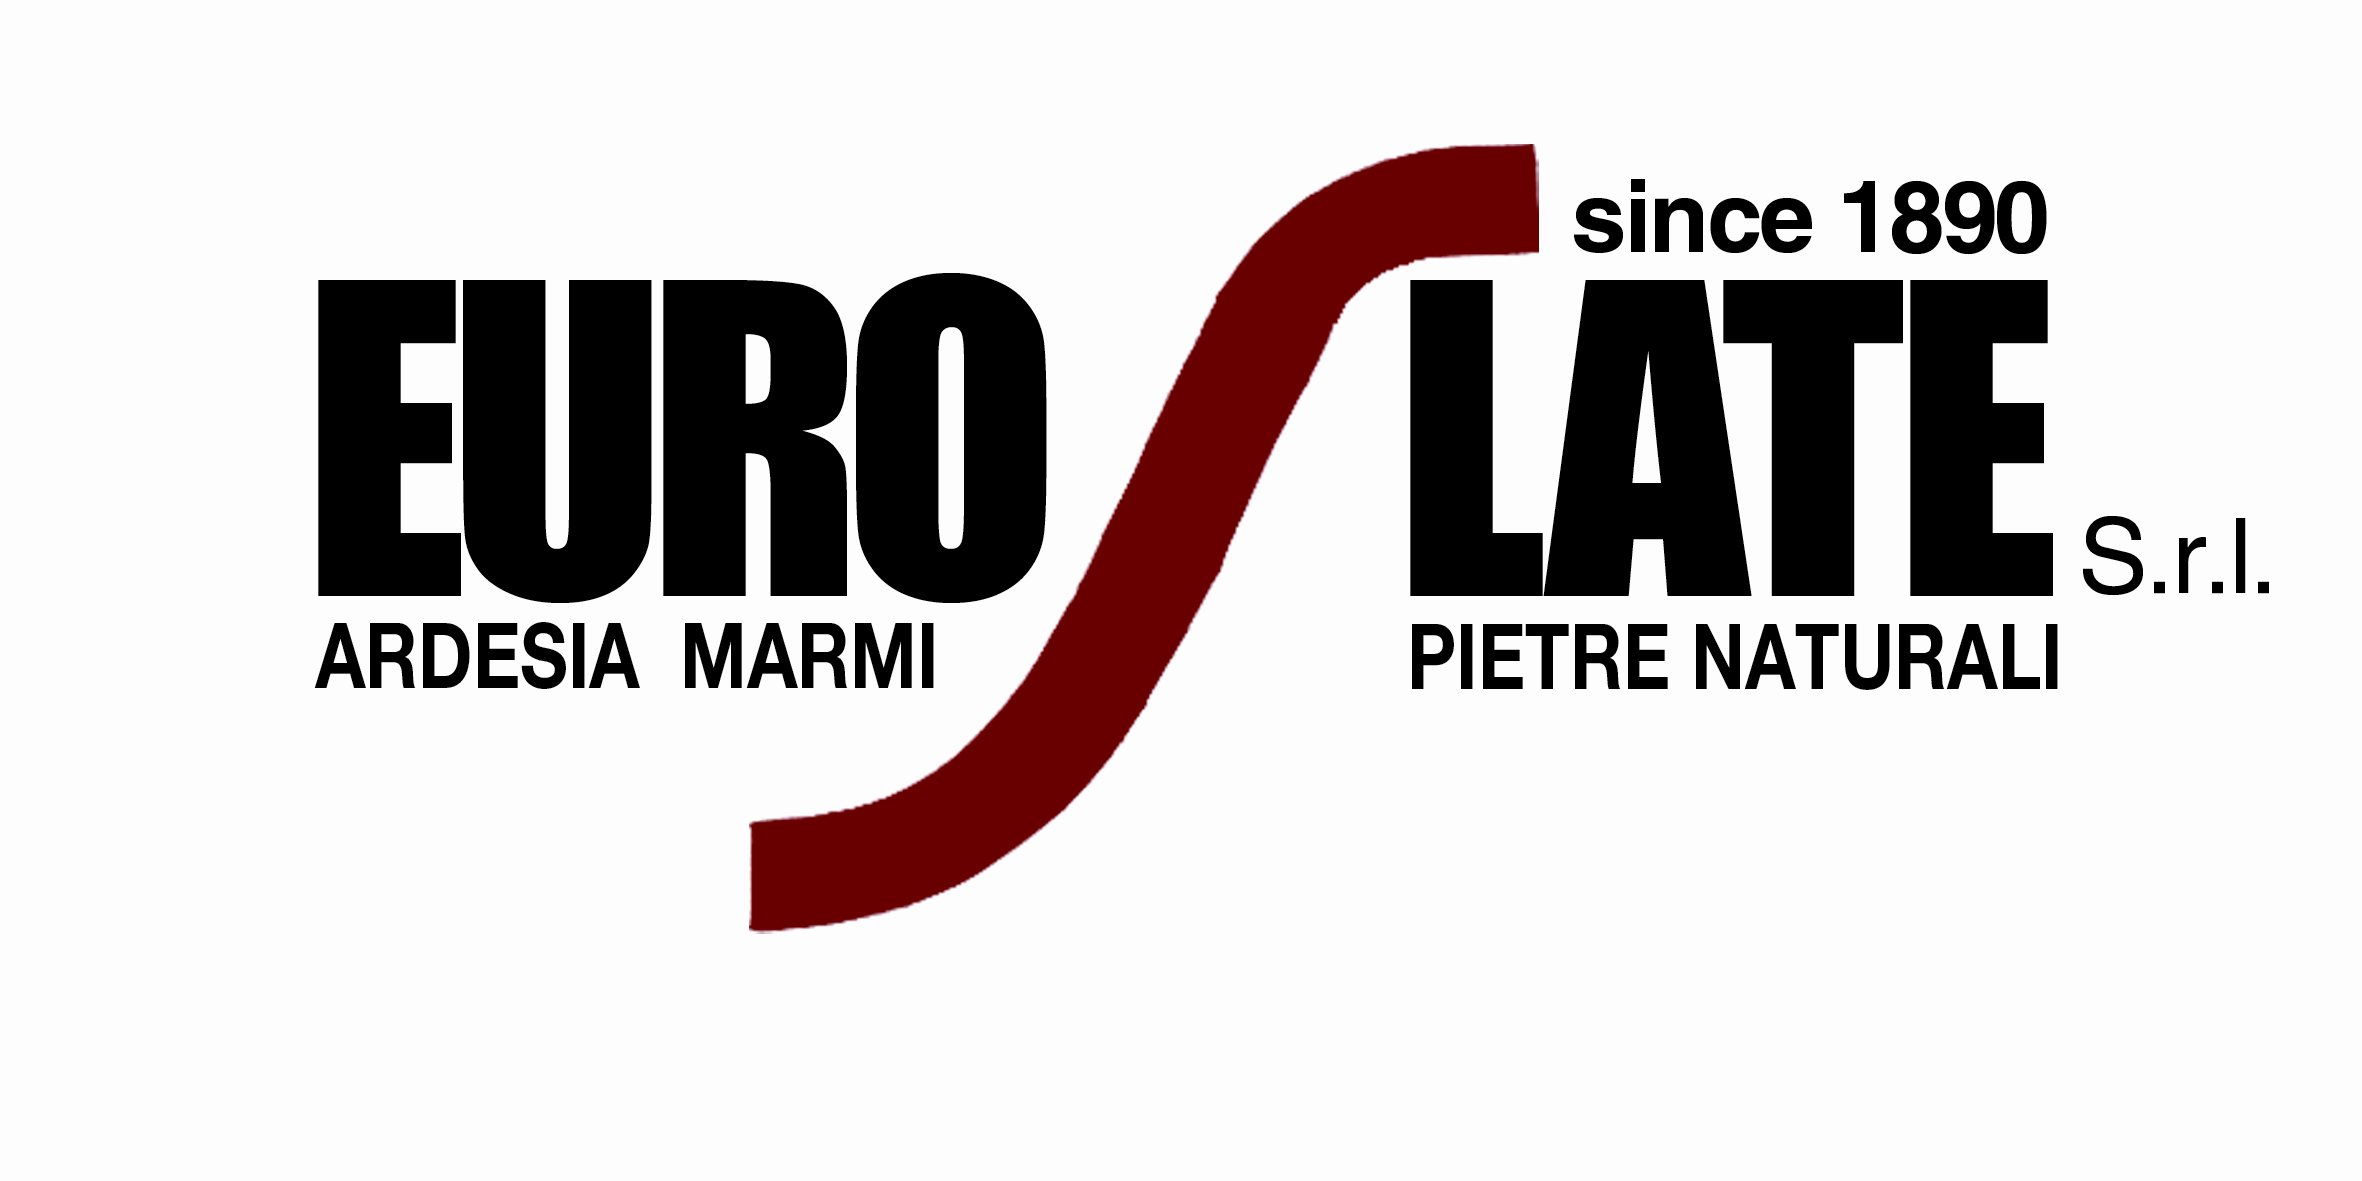 since 1890
EUROSLATE S.r.l.
ARDESIA MARMI PIETRE NATURALI